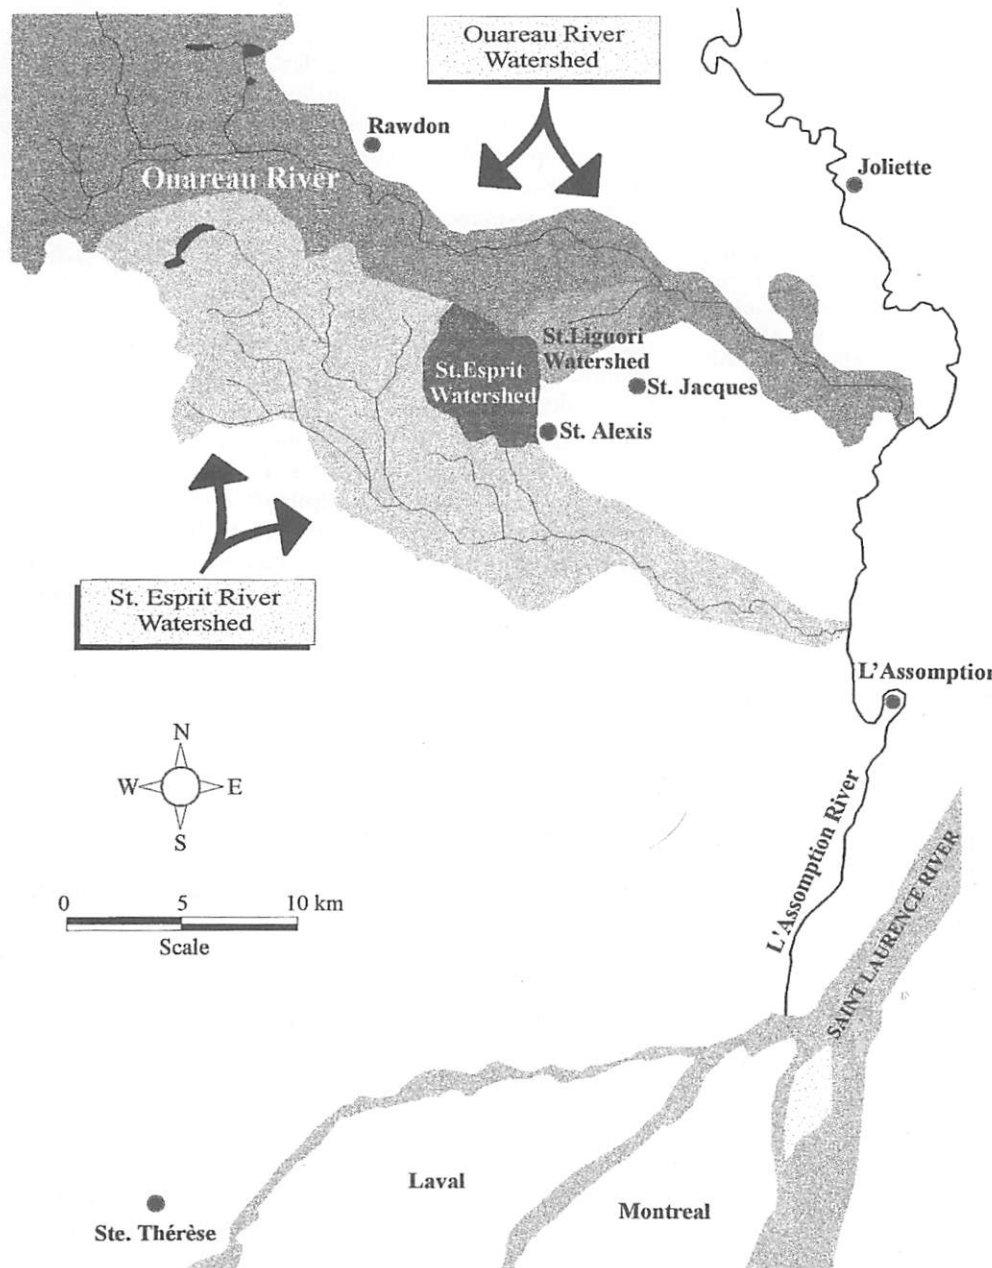 Ouareau River
Watershed
Rawdon
Joliette
Ouareau River
St.Liguori
Watershed
St.Esprit
Watershed
St. Jacques
St. Alexis
St. Esprit River
Watershed
L'Assomption
N
W
E
S
L'Assomption River
SAINT LAURENCE RIVER
0
5
10 km
Scale
Laval
Montreal
Ste. Thérèse